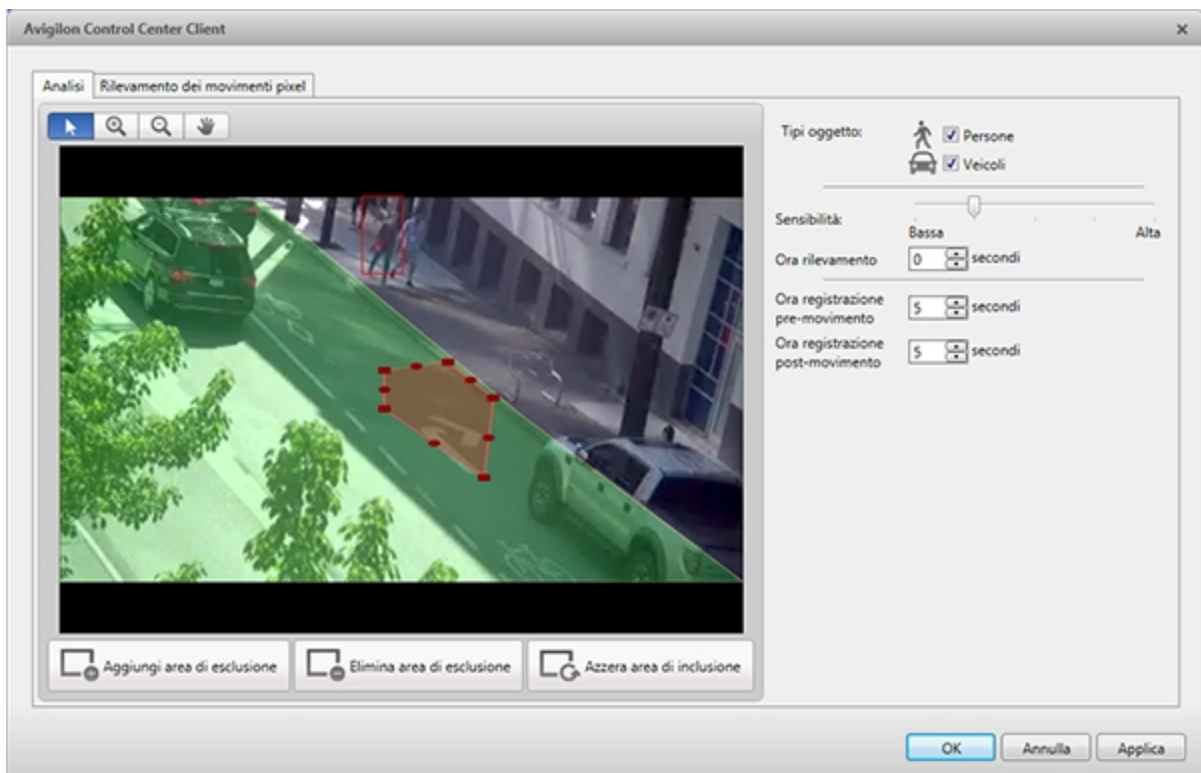 Avigilon Control Center Client
Analisi
Rilevamento dei movimenti pixel
Tipi oggetto:
Persone
Veicoli
Sensibilità:
Bassa
Alta
Ora rilevamento
0
secondi
Ora registrazione
pre-movimento
5
secondi
Ora registrazione
post-movimento
5
secondi
Aggiungi area di esclusione
Elimina area di esclusione
Azzera area di inclusione
OK
Annulla
Applica